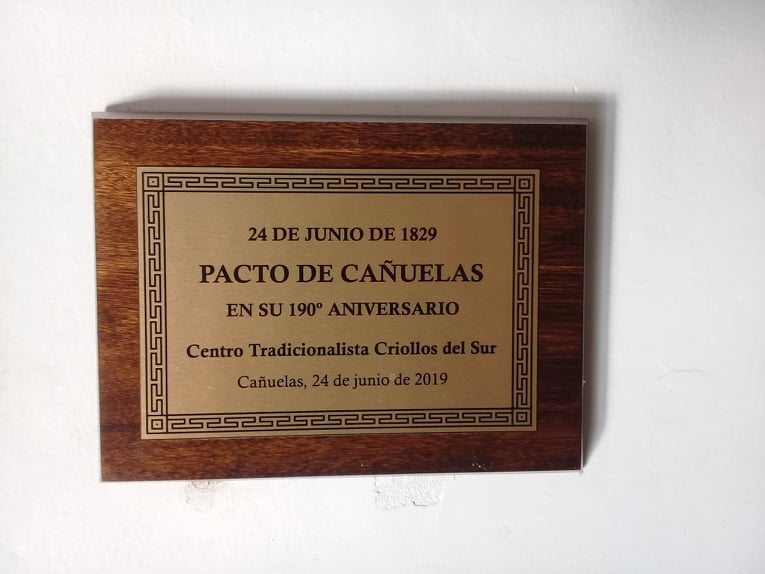 24 DE JUNIO DE 1829
PACTO DE CAÑUELAS
EN SU 190º ANIVERSARIO
Centro Tradicionalista Criollos del Sur
Cañuelas, 24 de junio de 2019